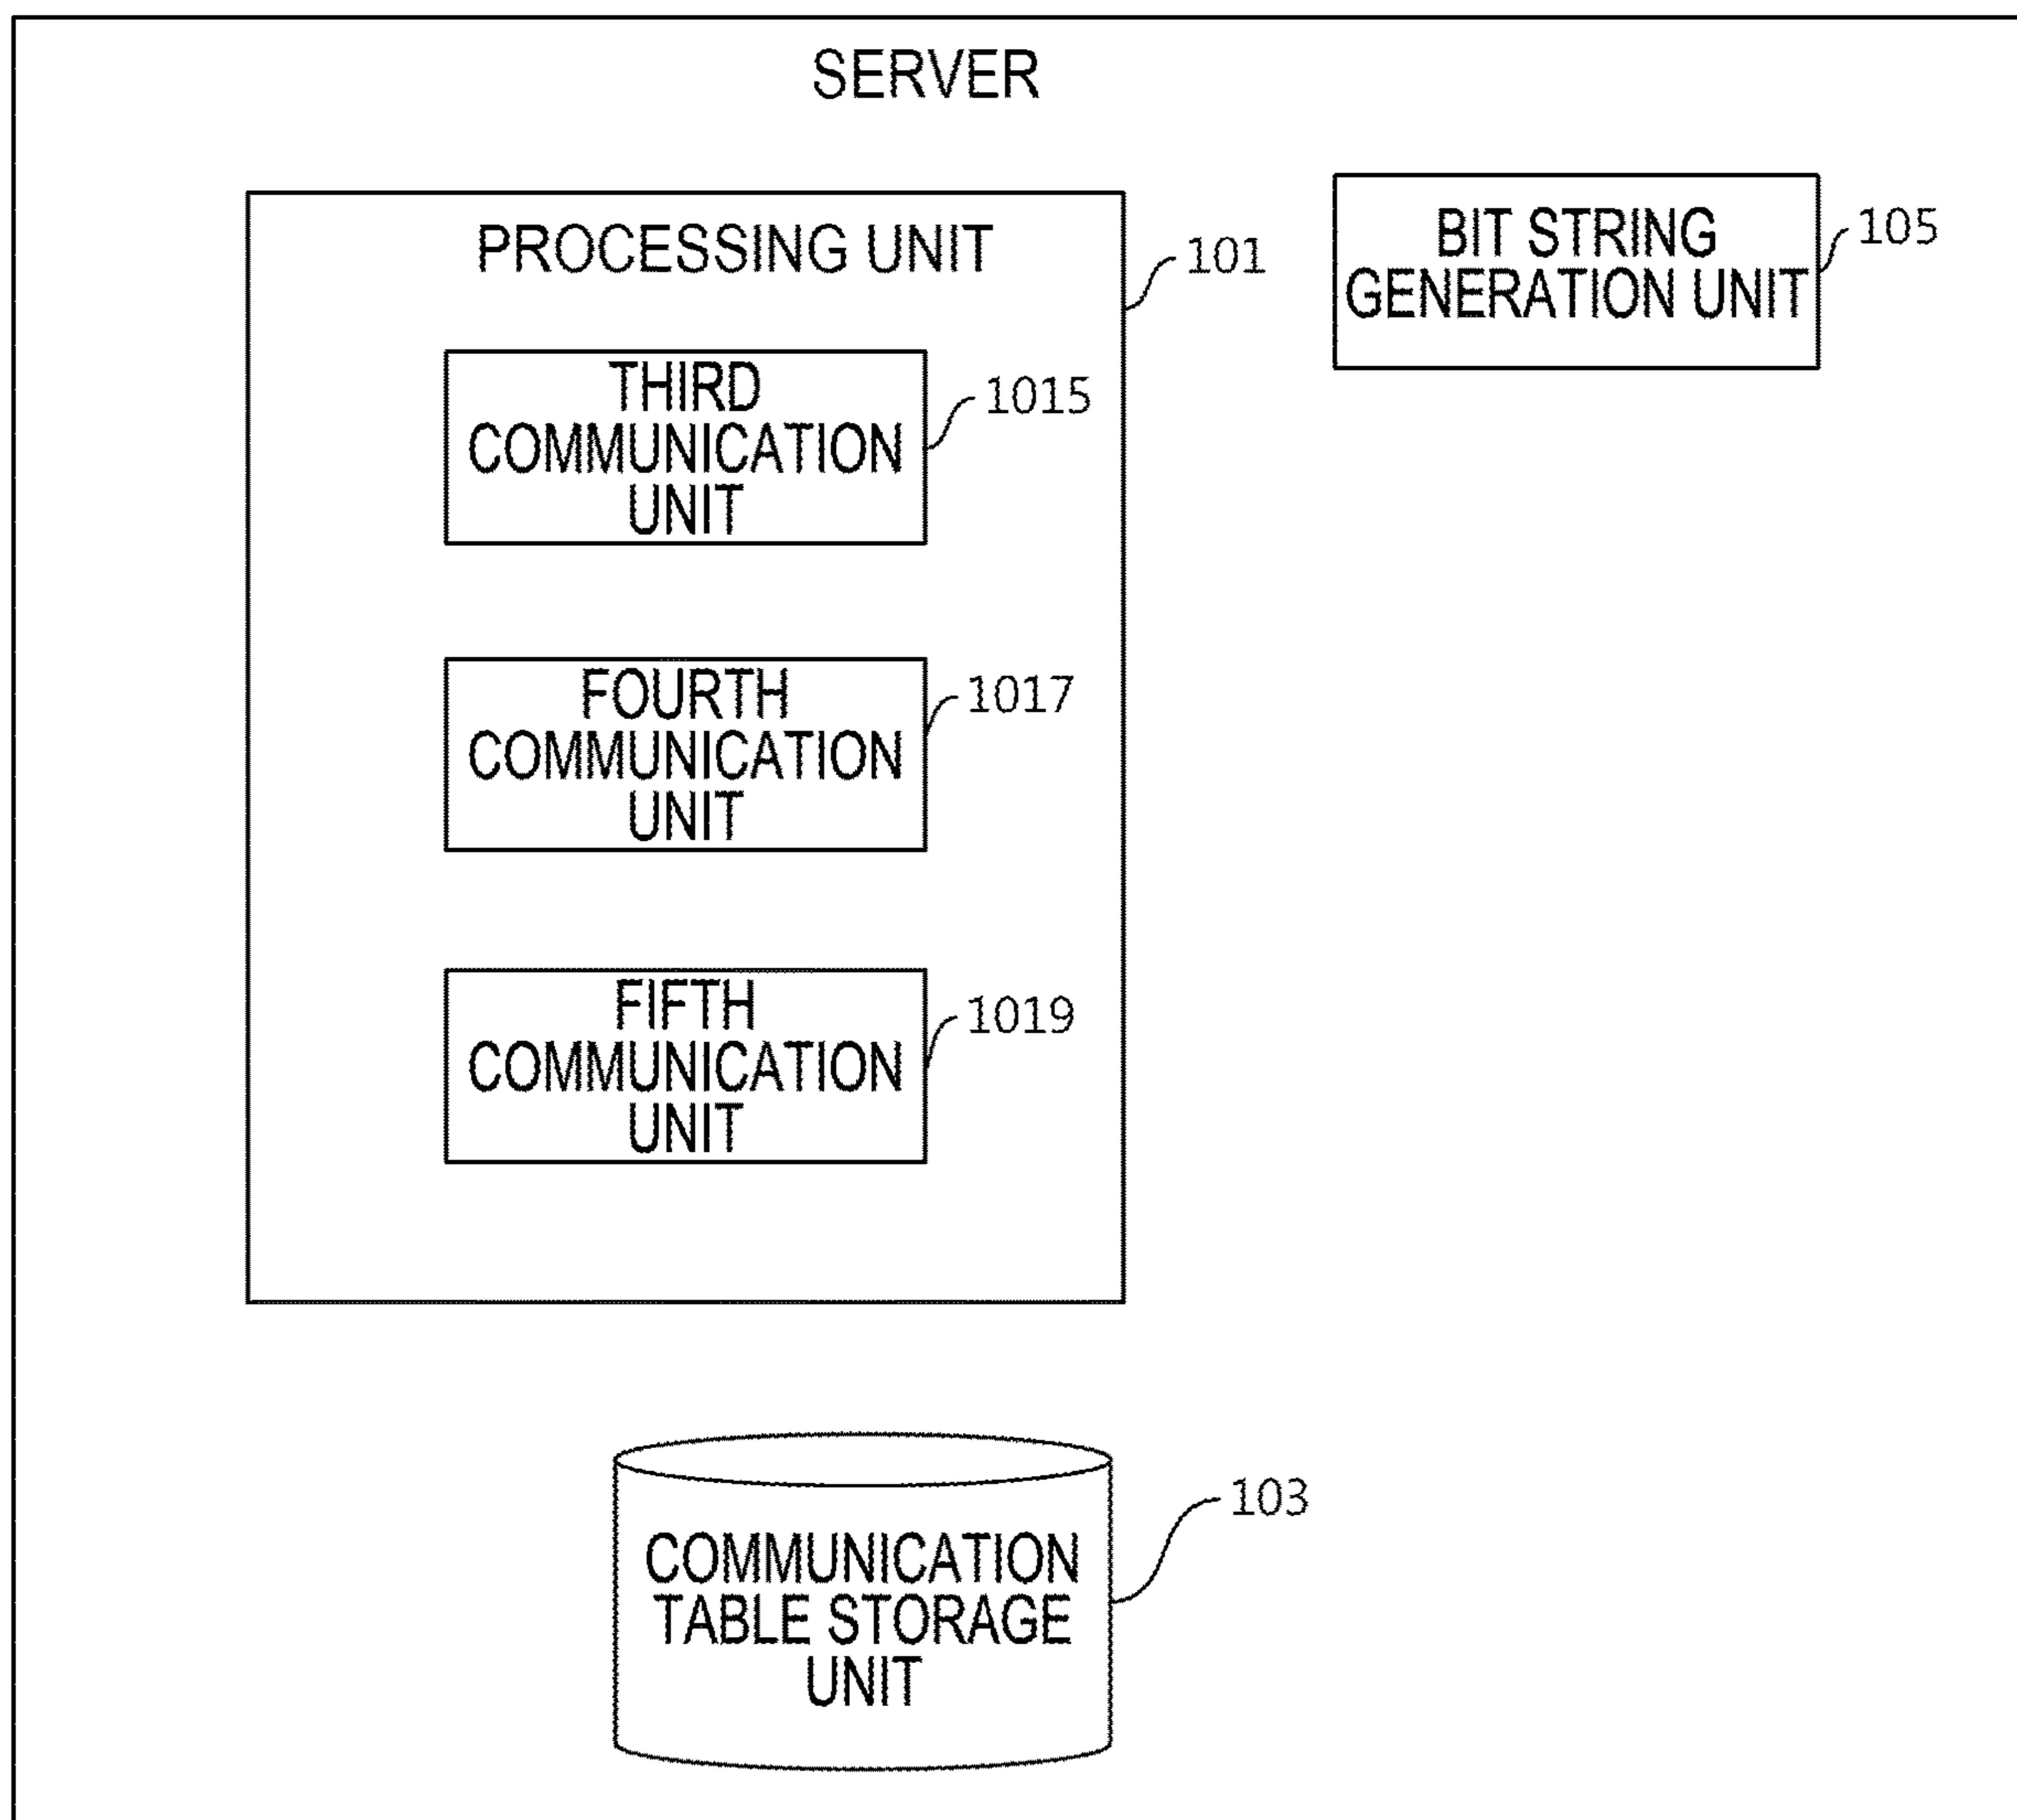 SERVER
PROCESSING UNIT
101
BIT STRING
GENERATION UNIT
105
THIRD
COMMUNICATION
UNIT
1015
FOURTH
COMMUNICATION
UNIT
1017
FIFTH
COMMUNICATION
UNIT
1019
COMMUNICATION
TABLE STORAGE
UNIT
103